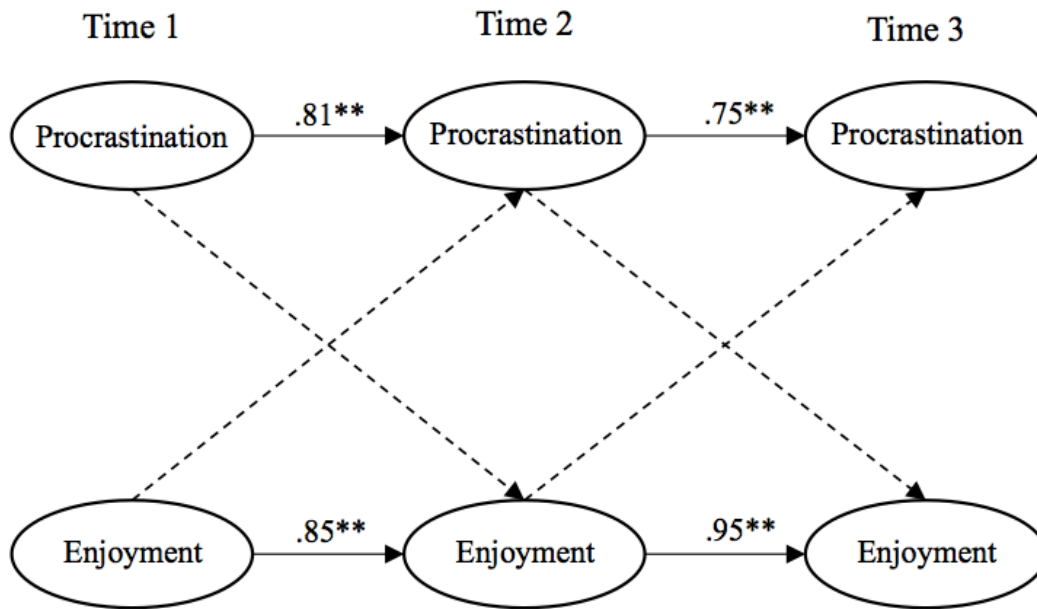 Time 1
Time 2
Time 3
Procrastination
.81**
Procrastination
.75**
Procrastination
Enjoyment
.85**
Enjoyment
.95**
Enjoyment